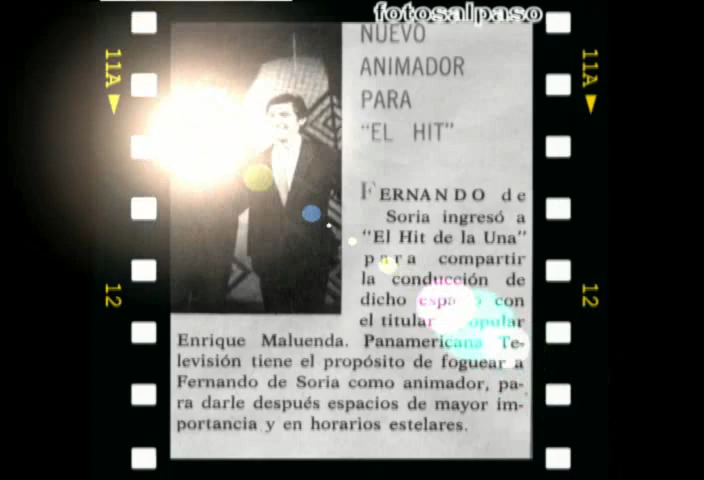 fotosalpaso
NUEVO
ANIMADOR
PARA
“EL HIT”
FERNANDO de
Soria ingresó a
“El Hit de la Una”
para compartir
la conducción de
dicho espacio con
el titular popular
Enrique Maluenda. Panamericana Te-
levisión tiene el propósito de foguear a
Fernando de Soria como animador, pa-
ra darle después espacios de mayor im-
portancia y en horarios estelares.
11A
12
11A
12